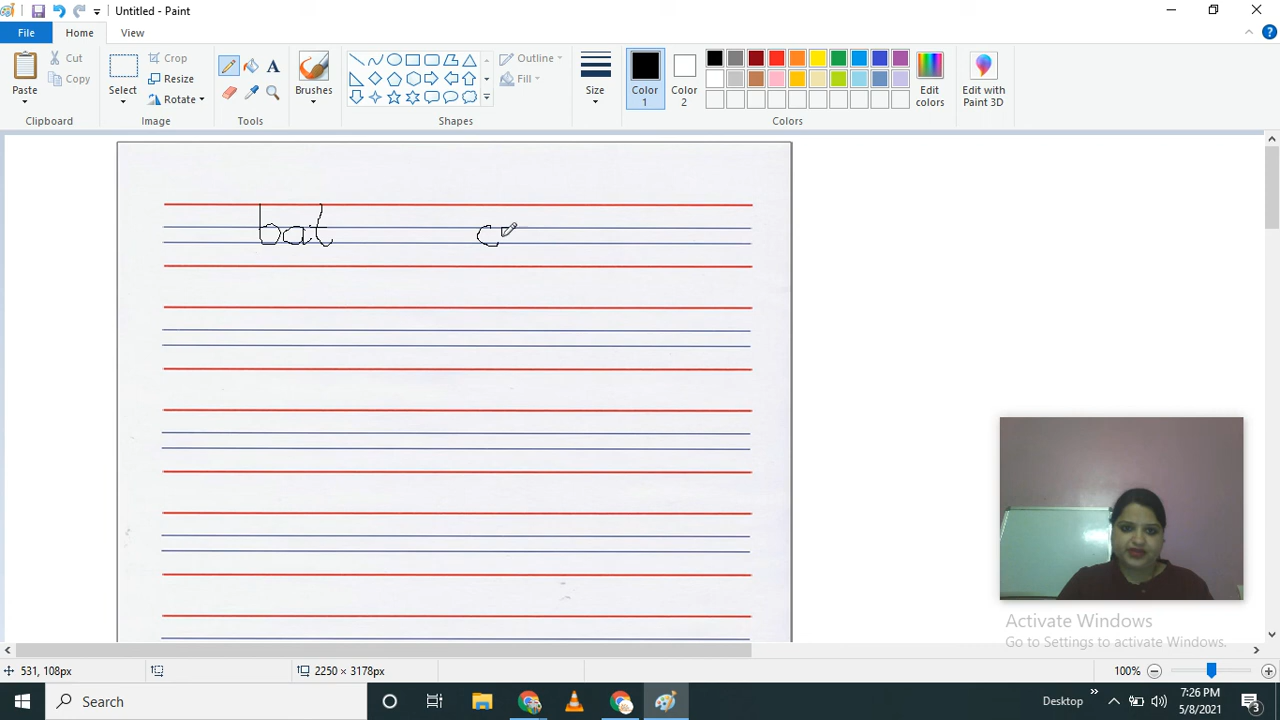 Untitled - Paint
File Home View
Paste Cut Copy
Select Crop Resize Rotate
Brushes
Outline Fill
Size
Color 1
Color 2
Edit colors
Edit with Paint 3D
Clipboard Image Tools Shapes Colors
bat c
Activate Windows
Go to Settings to activate Windows.
531, 108px 2250 × 3178px 100%
Search Desktop 7:26 PM
5/8/2021 3